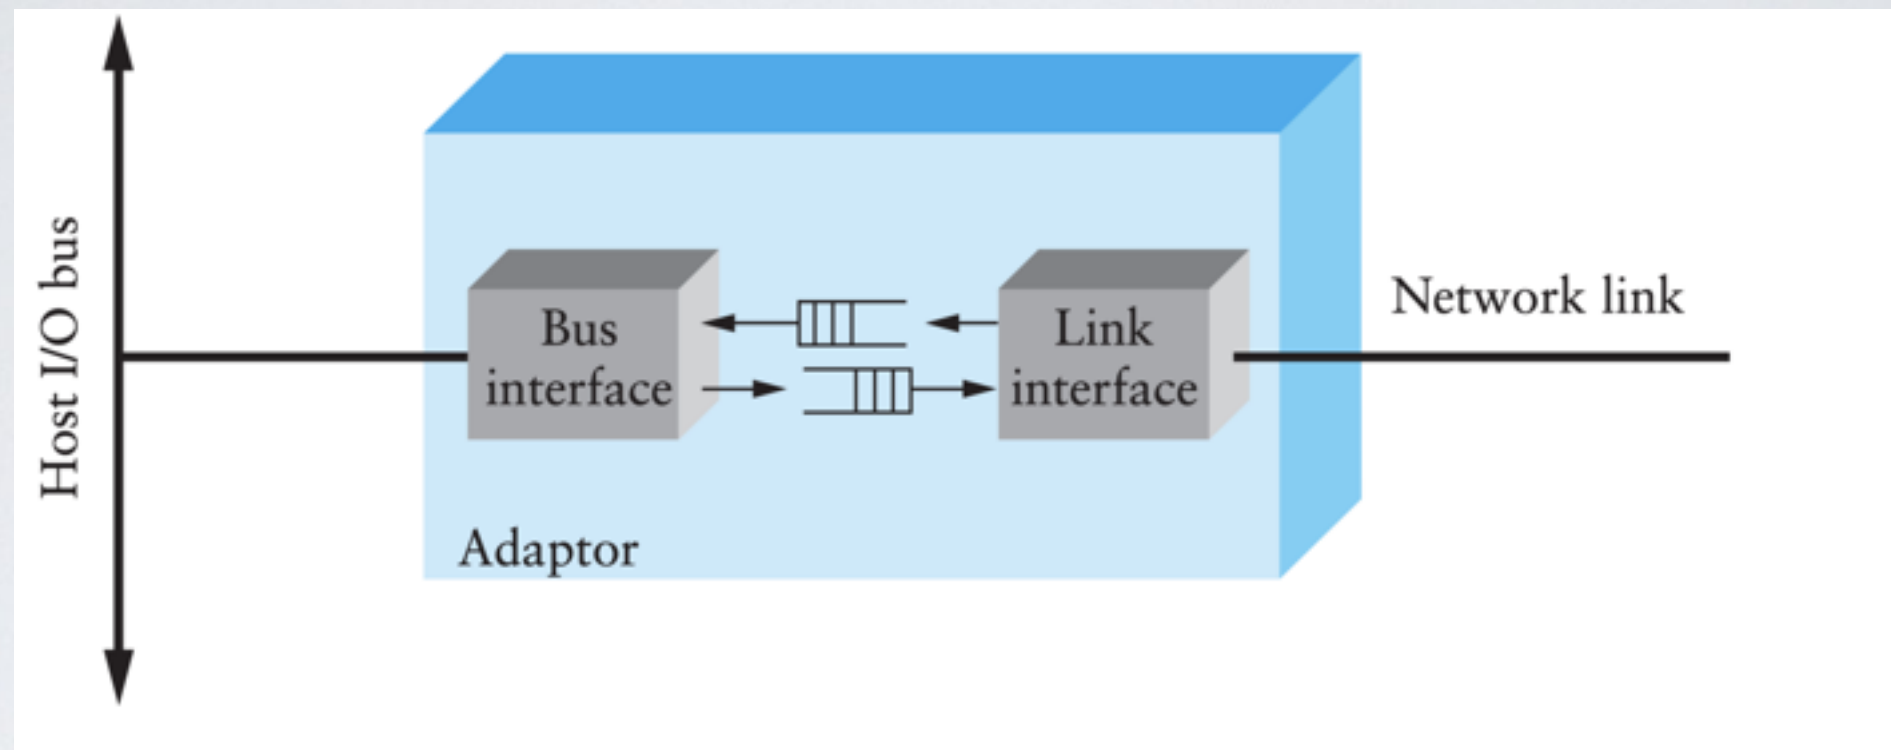 Host I/O bus
Bus
interface
Link
interface
Network link
Adaptor